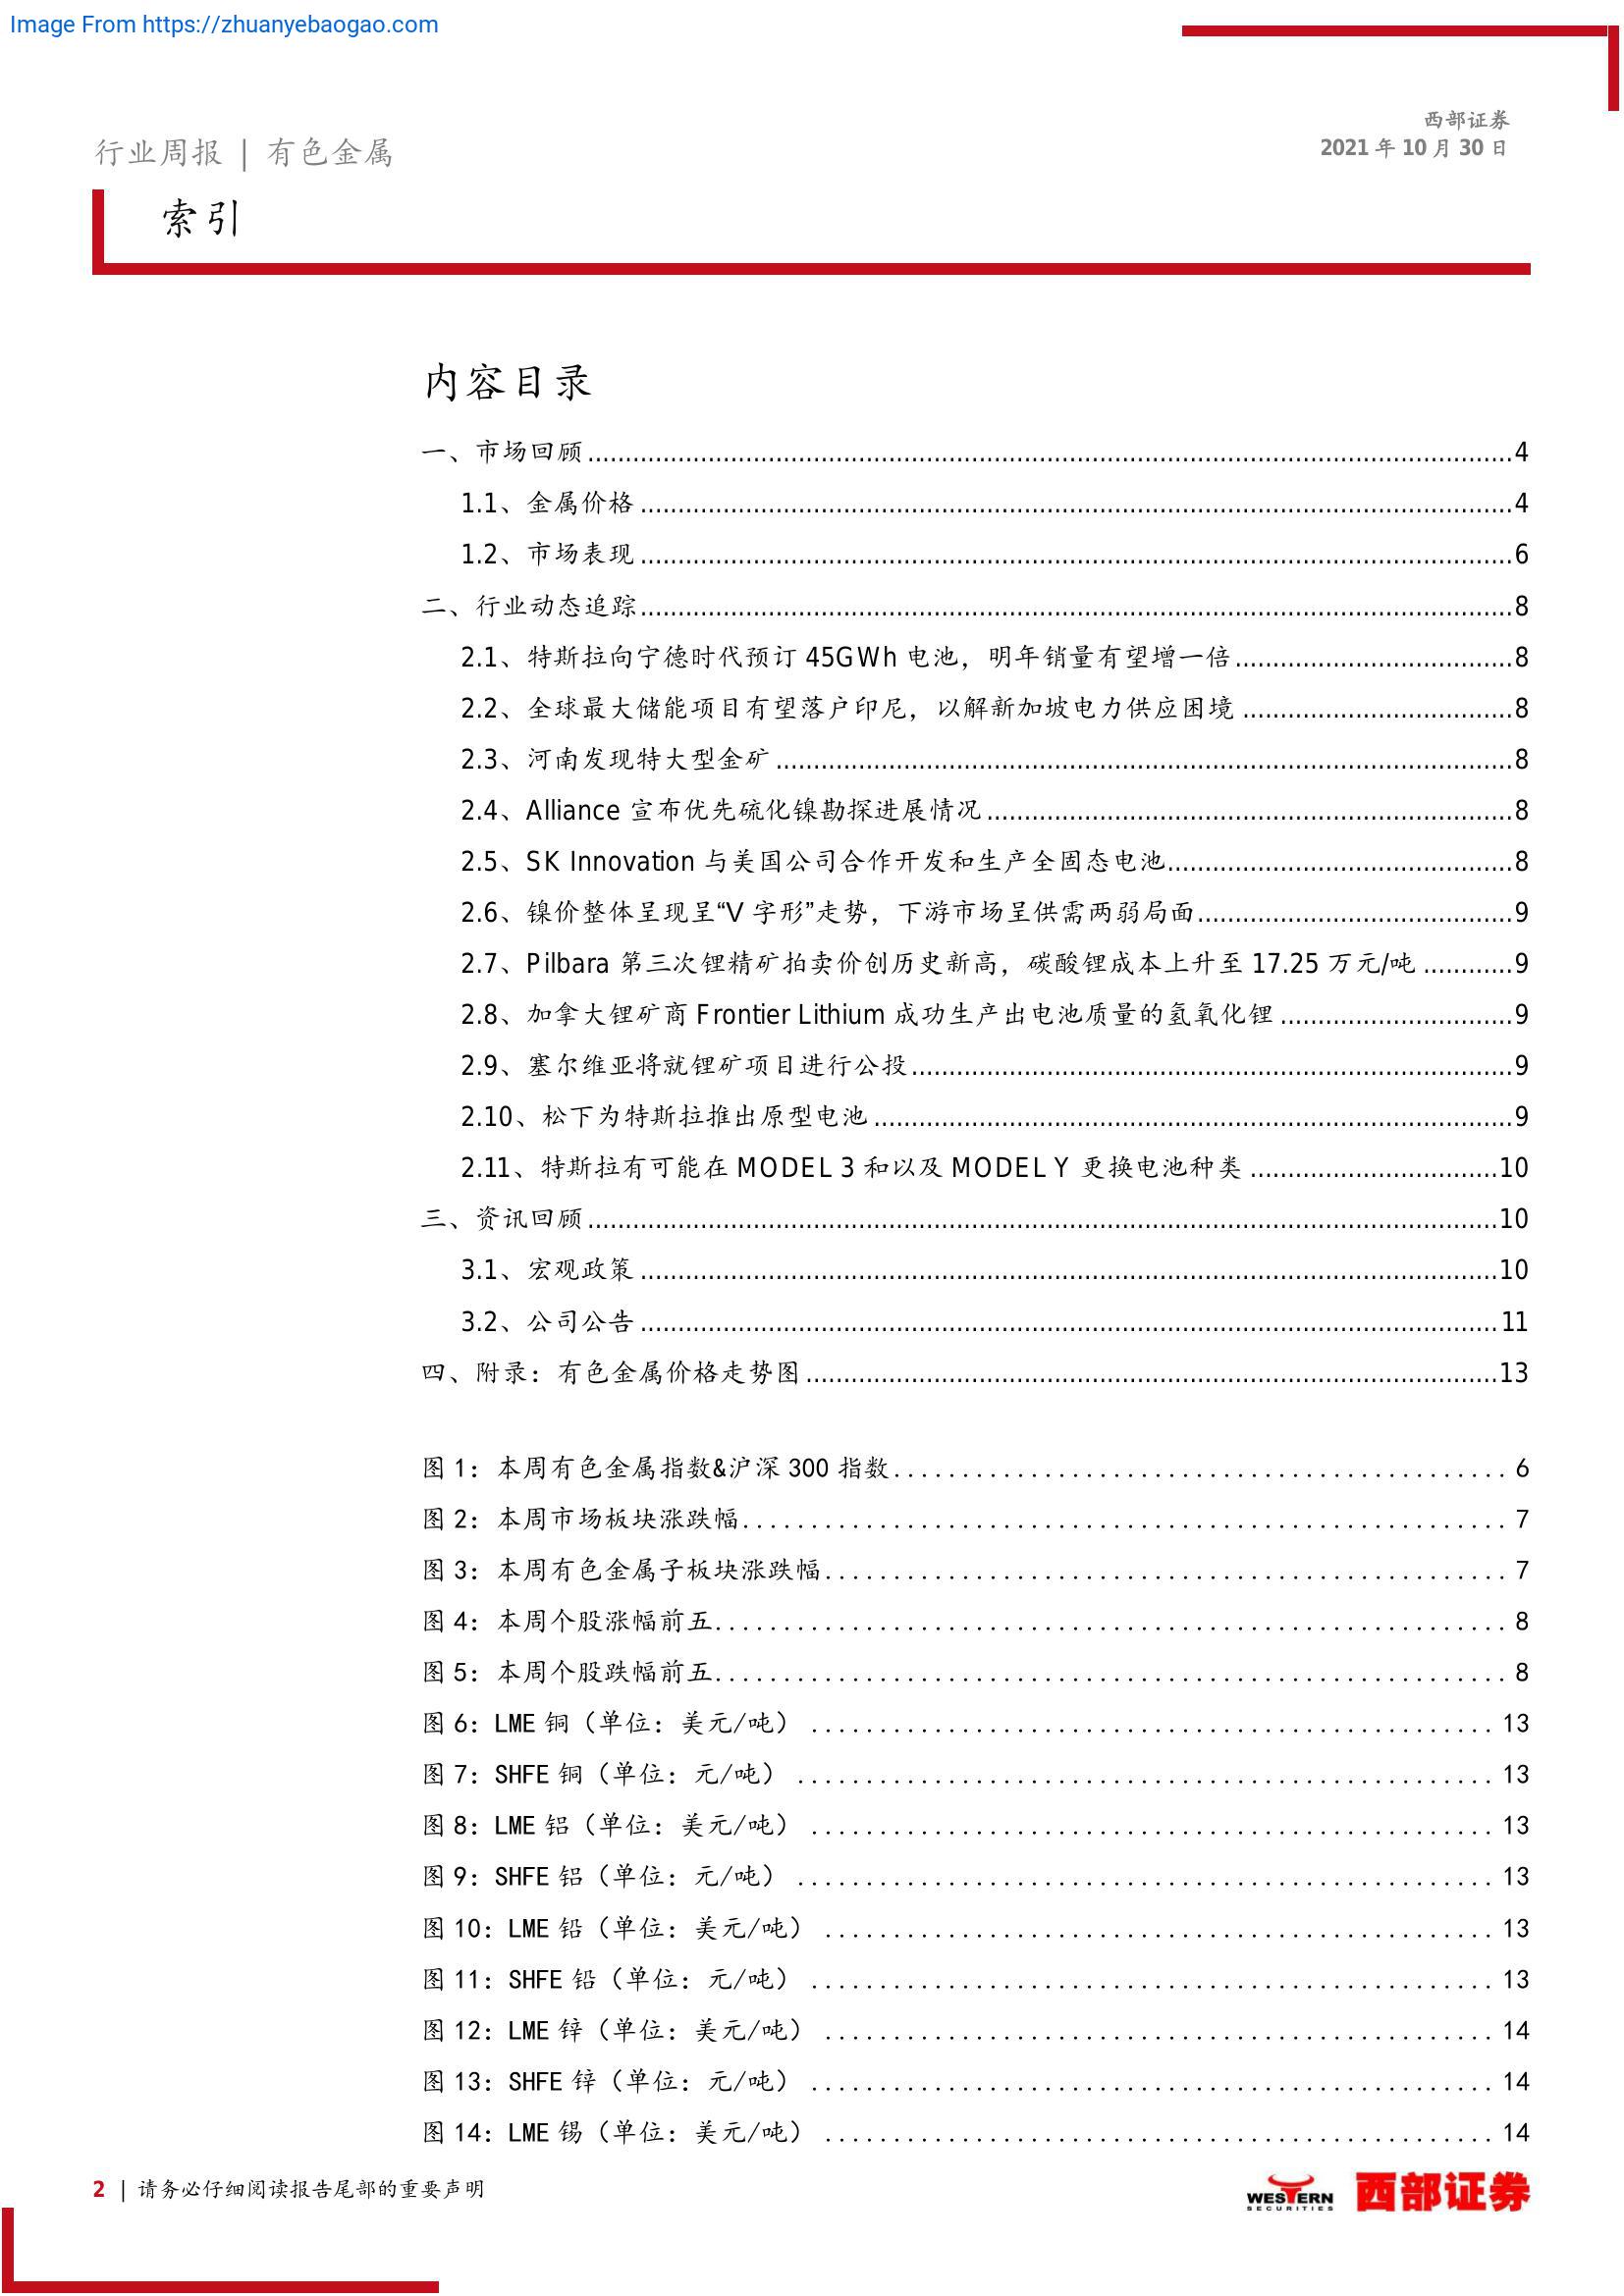 Image From https://zhuanyebaogao.com
西部证券
2021 年 10 月 30 日
行业周报 | 有色金属
索引
内容目录
一、市场回顾 4
1.1、金属价格 4
1.2、市场表现 6
二、行业动态追踪 8
2.1、特斯拉向宁德时代预订 45GWh 电池，明年销量有望增一倍 8
2.2、全球最大储能项目有望落户印尼，以解新加坡电力供应困境 8
2.3、河南发现特大型金矿 8
2.4、Alliance 宣布优先硫化镍勘探进展情况 8
2.5、SK Innovation 与美国公司合作开发和生产全固态电池 8
2.6、镍价整体呈现呈“V 字形”走势，下游市场呈供需两弱局面 9
2.7、Pilbara 第三次锂精矿拍卖价创历史新高，碳酸锂成本上升至 17.25 万元/吨 9
2.8、加拿大锂矿商 Frontier Lithium 成功生产出电池质量的氢氧化锂 9
2.9、塞尔维亚将就锂矿项目进行公投 9
2.10、松下为特斯拉推出原型电池 9
2.11、特斯拉有可能在 MODEL 3 和以及 MODEL Y 更换电池种类 10
三、资讯回顾 10
3.1、宏观政策 10
3.2、公司公告 11
四、附录：有色金属价格走势图 13
图 1：本周有色金属指数&沪深 300 指数 6
图 2：本周市场板块涨跌幅 7
图 3：本周有色金属子板块涨跌幅 7
图 4：本周个股涨幅前五 8
图 5：本周个股跌幅前五 8
图 6：LME 铜（单位：美元/吨） 13
图 7：SHFE 铜（单位：元/吨） 13
图 8：LME 铝（单位：美元/吨） 13
图 9：SHFE 铝（单位：元/吨） 13
图 10：LME 铅（单位：美元/吨） 13
图 11：SHFE 铅（单位：元/吨） 13
图 12：LME 锌（单位：美元/吨） 14
图 13：SHFE 锌（单位：元/吨） 14
图 14：LME 锡（单位：美元/吨） 14
2 | 请务必仔细阅读报告尾部的重要声明
WESTERN
SECURITIES
西部证券